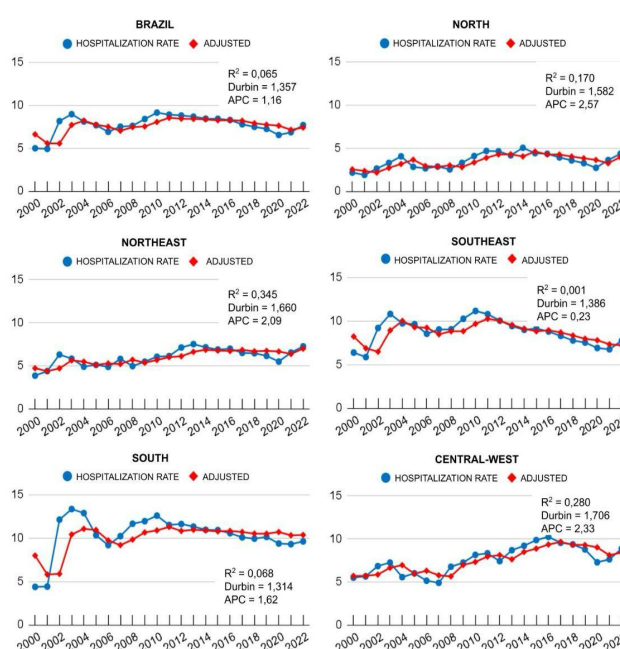 BRAZIL
HOSPITALIZATION RATE ADJUSTED
R² = 0,065
Durbin = 1,357
APC = 1,16
15
10
5
0
2000 2002 2004 2006 2008 2010 2012 2014 2016 2018 2020 2022
NORTH
HOSPITALIZATION RATE ADJUSTED
R² = 0,170
Durbin = 1,582
APC = 2,57
15
10
5
0
2000 2002 2004 2006 2008 2010 2012 2014 2016 2018 2020
NORTHEAST
HOSPITALIZATION RATE ADJUSTED
R² = 0,345
Durbin = 1,660
APC = 2,09
15
10
5
0
2000 2002 2004 2006 2008 2010 2012 2014 2016 2018 2020 2022
SOUTHEAST
HOSPITALIZATION RATE ADJUSTED
R² = 0,001
Durbin = 1,386
APC = 0,23
15
10
5
0
2000 2002 2004 2006 2008 2010 2012 2014 2016 2018 2020
SOUTH
HOSPITALIZATION RATE ADJUSTED
15
10
5
0
R² = 0,068
Durbin = 1,314
APC = 1,62
2000 2002 2004 2006 2008 2010 2012 2014 2016 2018 2020 2022
CENTRAL-WEST
HOSPITALIZATION RATE ADJUSTED
R² = 0,280
Durbin = 1,706
APC = 2,33
15
10
5
0
2000 2002 2004 2006 2008 2010 2012 2014 2016 2018 2020